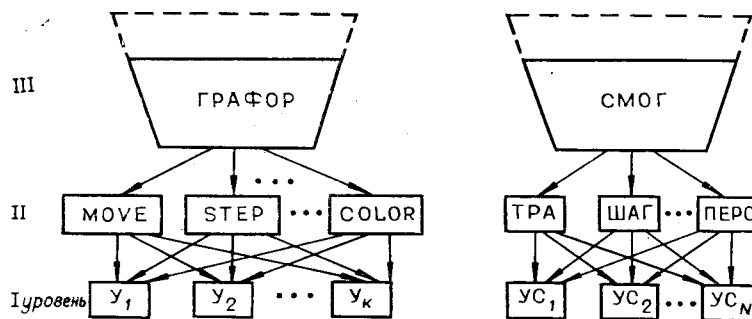 III ГРАФОР СМОГ
II MOVE STEP ... COLOR ТРА ШАГ ... ПЕРО
I уровень У1 У2 ... Ук УС1 УС2 ... УСN